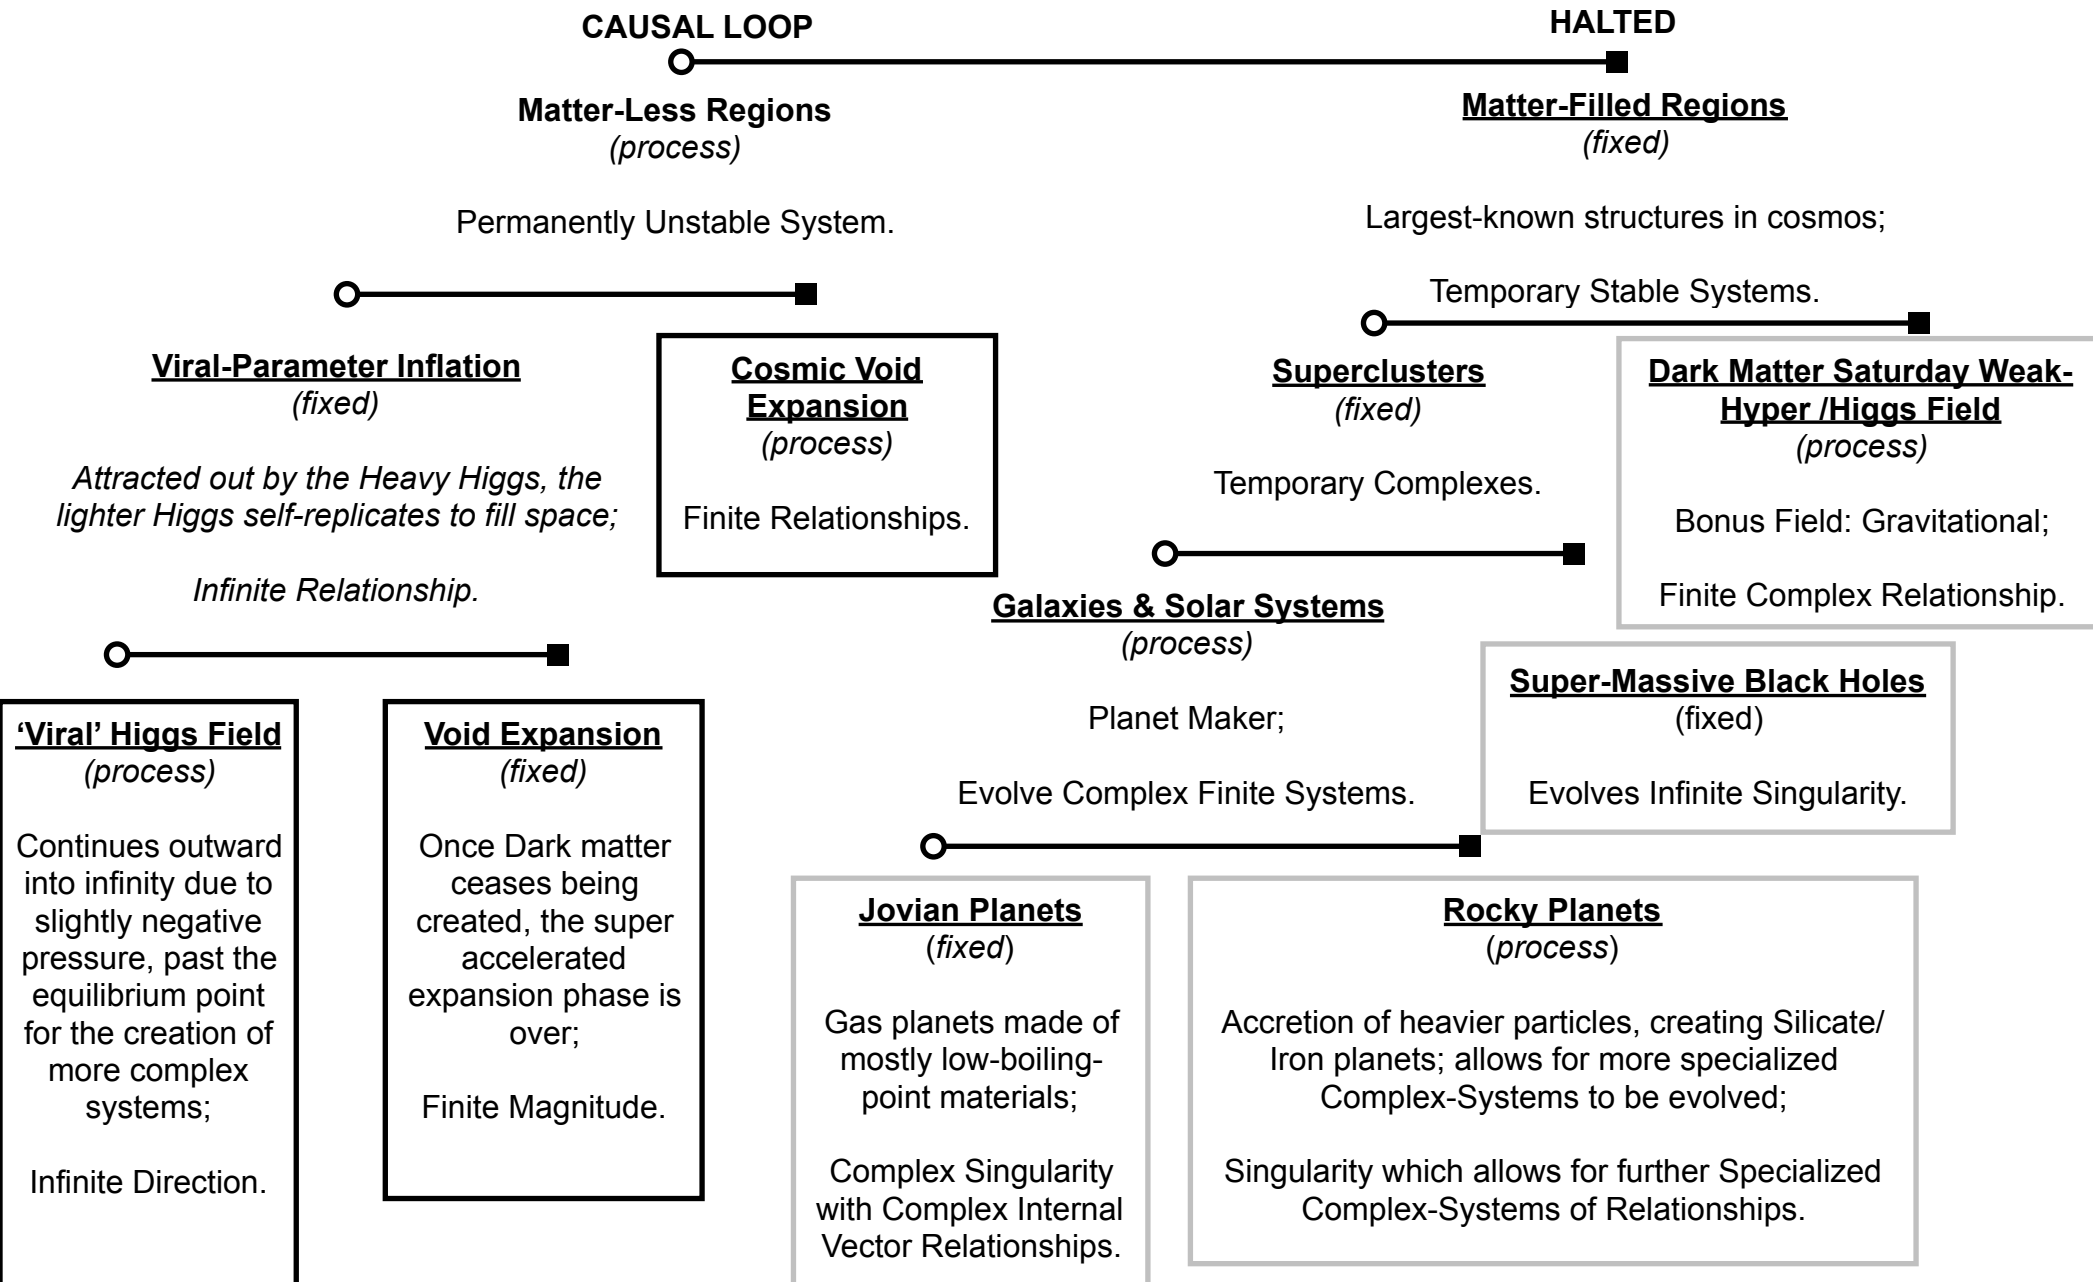 CAUSAL LOOP
HALTED
Matter-Less Regions
(process)
Permanently Unstable System.
Matter-Filled Regions
(fixed)
Largest-known structures in cosmos;
Temporary Stable Systems.
Viral-Parameter Inflation
(fixed)
Attracted out by the Heavy Higgs, the
lighter Higgs self-replicates to fill space;
Infinite Relationship.
Cosmic Void
Expansion
(process)
Finite Relationships.
Superclusters
(fixed)
Temporary Complexes.
Dark Matter Saturday Weak-
Hyper /Higgs Field
(process)
Bonus Field: Gravitational;
Finite Complex Relationship.
Galaxies & Solar Systems
(process)
Planet Maker;
Evolve Complex Finite Systems.
Super-Massive Black Holes
(fixed)
Evolves Infinite Singularity.
‘Viral’ Higgs Field
(process)
Continues outward
into infinity due to
slightly negative
pressure, past the
equilibrium point
for the creation of
more complex
systems;
Infinite Direction.
Void Expansion
(fixed)
Once Dark matter
ceases being
created, the super
accelerated
expansion phase is
over;
Finite Magnitude.
Jovian Planets
(fixed)
Gas planets made of
mostly low-boiling-
point materials;
Complex Singularity
with Complex Internal
Vector Relationships.
Rocky Planets
(process)
Accretion of heavier particles, creating Silicate/
Iron planets; allows for more specialized
Complex-Systems to be evolved;
Singularity which allows for further Specialized
Complex-Systems of Relationships.